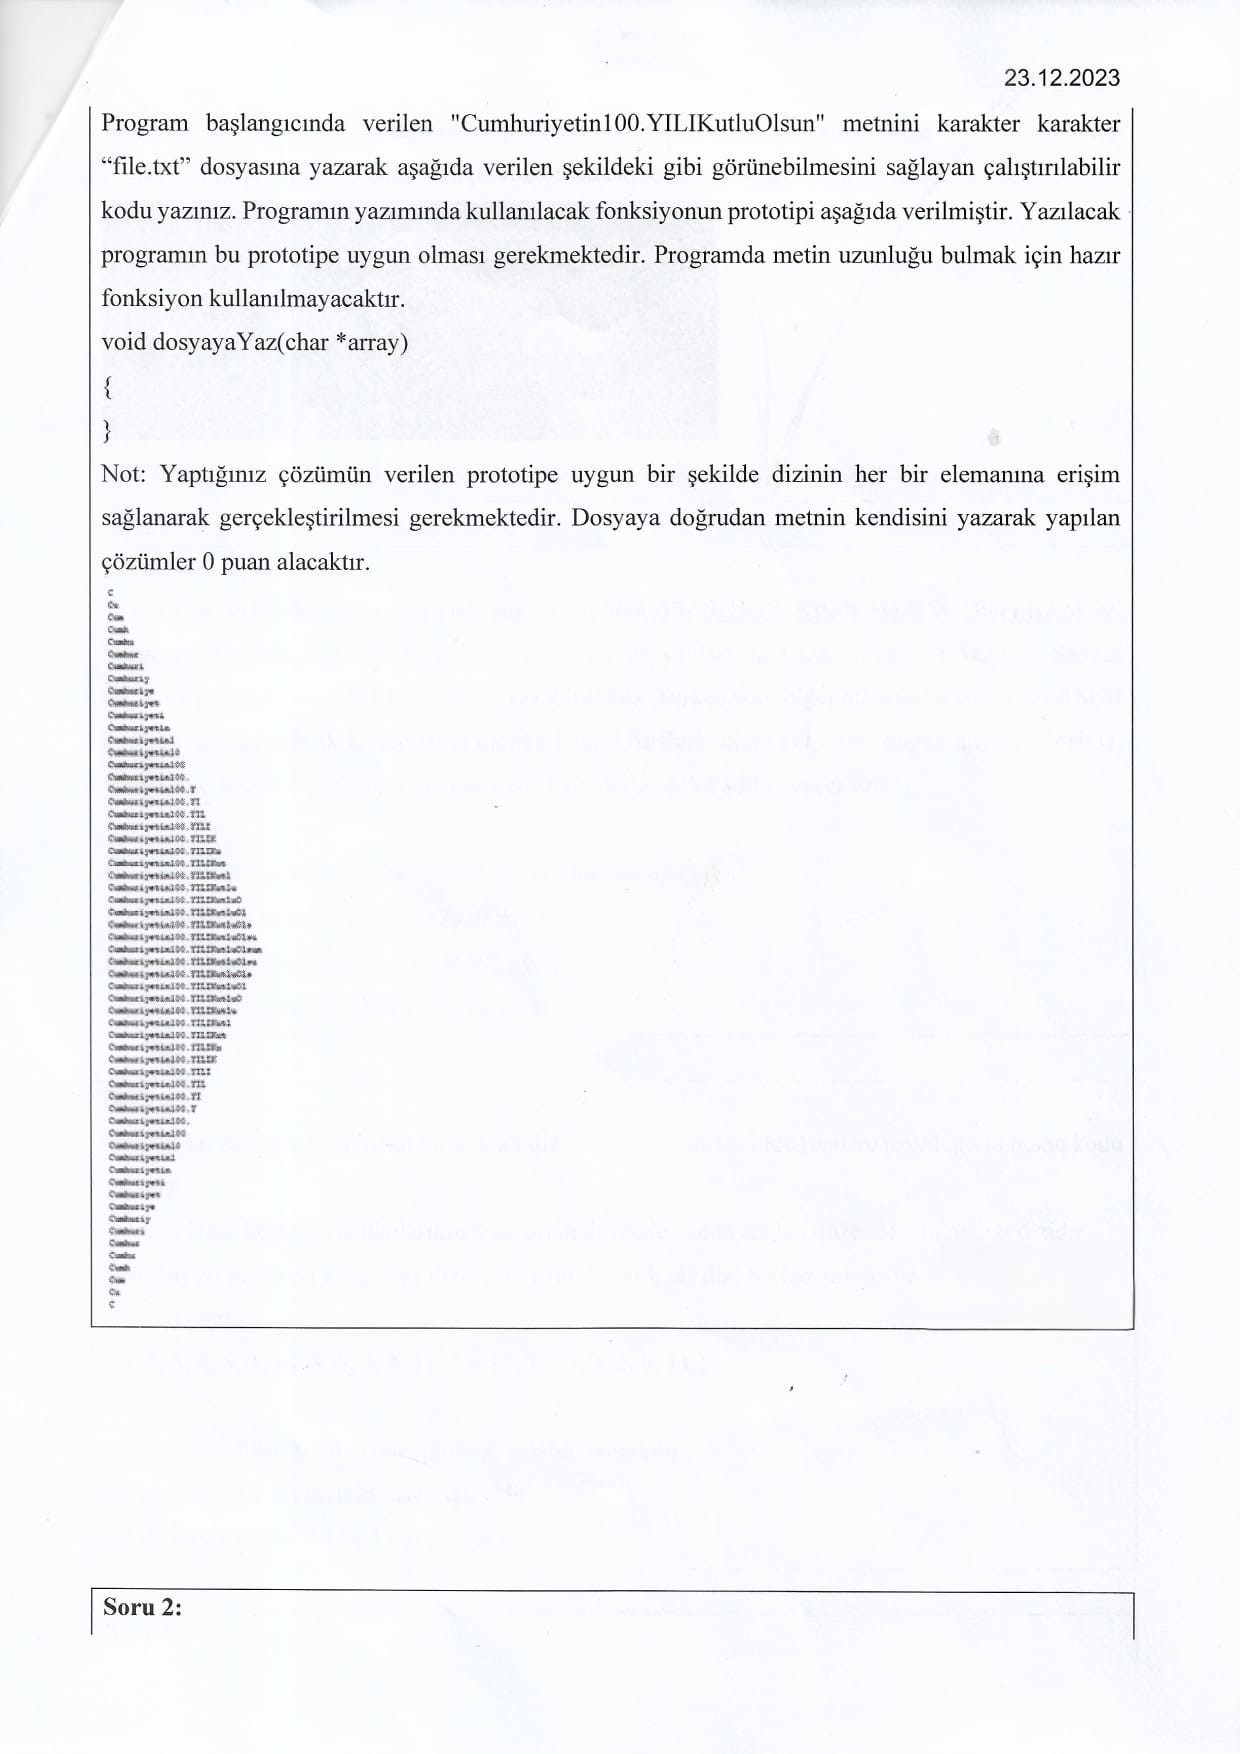 23.12.2023
Program başlangıcında verilen "Cumhuriyetin100.YILIKutluOlsun" metnini karakter karakter
“file.txt” dosyasına yazarak aşağıda verilen şekildeki gibi görünebilmesini sağlayan çalıştırılabilir
kodu yazınız. Programın yazımında kullanılacak fonksiyonun prototipi aşağıda verilmiştir. Yazılacak
programın bu prototipe uygun olması gerekmektedir. Programda metin uzunluğu bulmak için hazır
fonksiyon kullanılmayacaktır.
void dosyayaYaz(char *array)
{
}
Not: Yaptığınız çözümün verilen prototipe uygun bir şekilde dizinin her bir elemanına erişim
sağlanarak gerçekleştirilmesi gerekmektedir. Dosyaya doğrudan metnin kendisini yazarak yapılan
çözümler 0 puan alacaktır.
C
Cu
Cum
Cumh
Cumhu
Cumhur
Cumhuri
Cumhuriy
Cumhuriye
Cumhuriyet
Cumhuriyeti
Cumhuriyetin
Cumhuriyetin1
Cumhuriyetin10
Cumhuriyetin100
Cumhuriyetin100.
Cumhuriyetin100.Y
Cumhuriyetin100.YI
Cumhuriyetin100.YIL
Cumhuriyetin100.YILI
Cumhuriyetin100.YILIK
Cumhuriyetin100.YILIKu
Cumhuriyetin100.YILIKut
Cumhuriyetin100.YILIKutl
Cumhuriyetin100.YILIKutlu
Cumhuriyetin100.YILIKutluO
Cumhuriyetin100.YILIKutluOl
Cumhuriyetin100.YILIKutluOls
Cumhuriyetin100.YILIKutluOlsu
Cumhuriyetin100.YILIKutluOlsun
Cumhuriyetin100.YILIKutluOlsu
Cumhuriyetin100.YILIKutluOls
Cumhuriyetin100.YILIKutluOl
Cumhuriyetin100.YILIKutluO
Cumhuriyetin100.YILIKutlu
Cumhuriyetin100.YILIKutl
Cumhuriyetin100.YILIKut
Cumhuriyetin100.YILIKu
Cumhuriyetin100.YILIK
Cumhuriyetin100.YILI
Cumhuriyetin100.YIL
Cumhuriyetin100.YI
Cumhuriyetin100.Y
Cumhuriyetin100.
Cumhuriyetin100
Cumhuriyetin10
Cumhuriyetin1
Cumhuriyetin
Cumhuriyeti
Cumhuriyet
Cumhuriye
Cumhuriy
Cumhuri
Cumhur
Cumhu
Cumh
Cum
Cu
C
Soru 2: